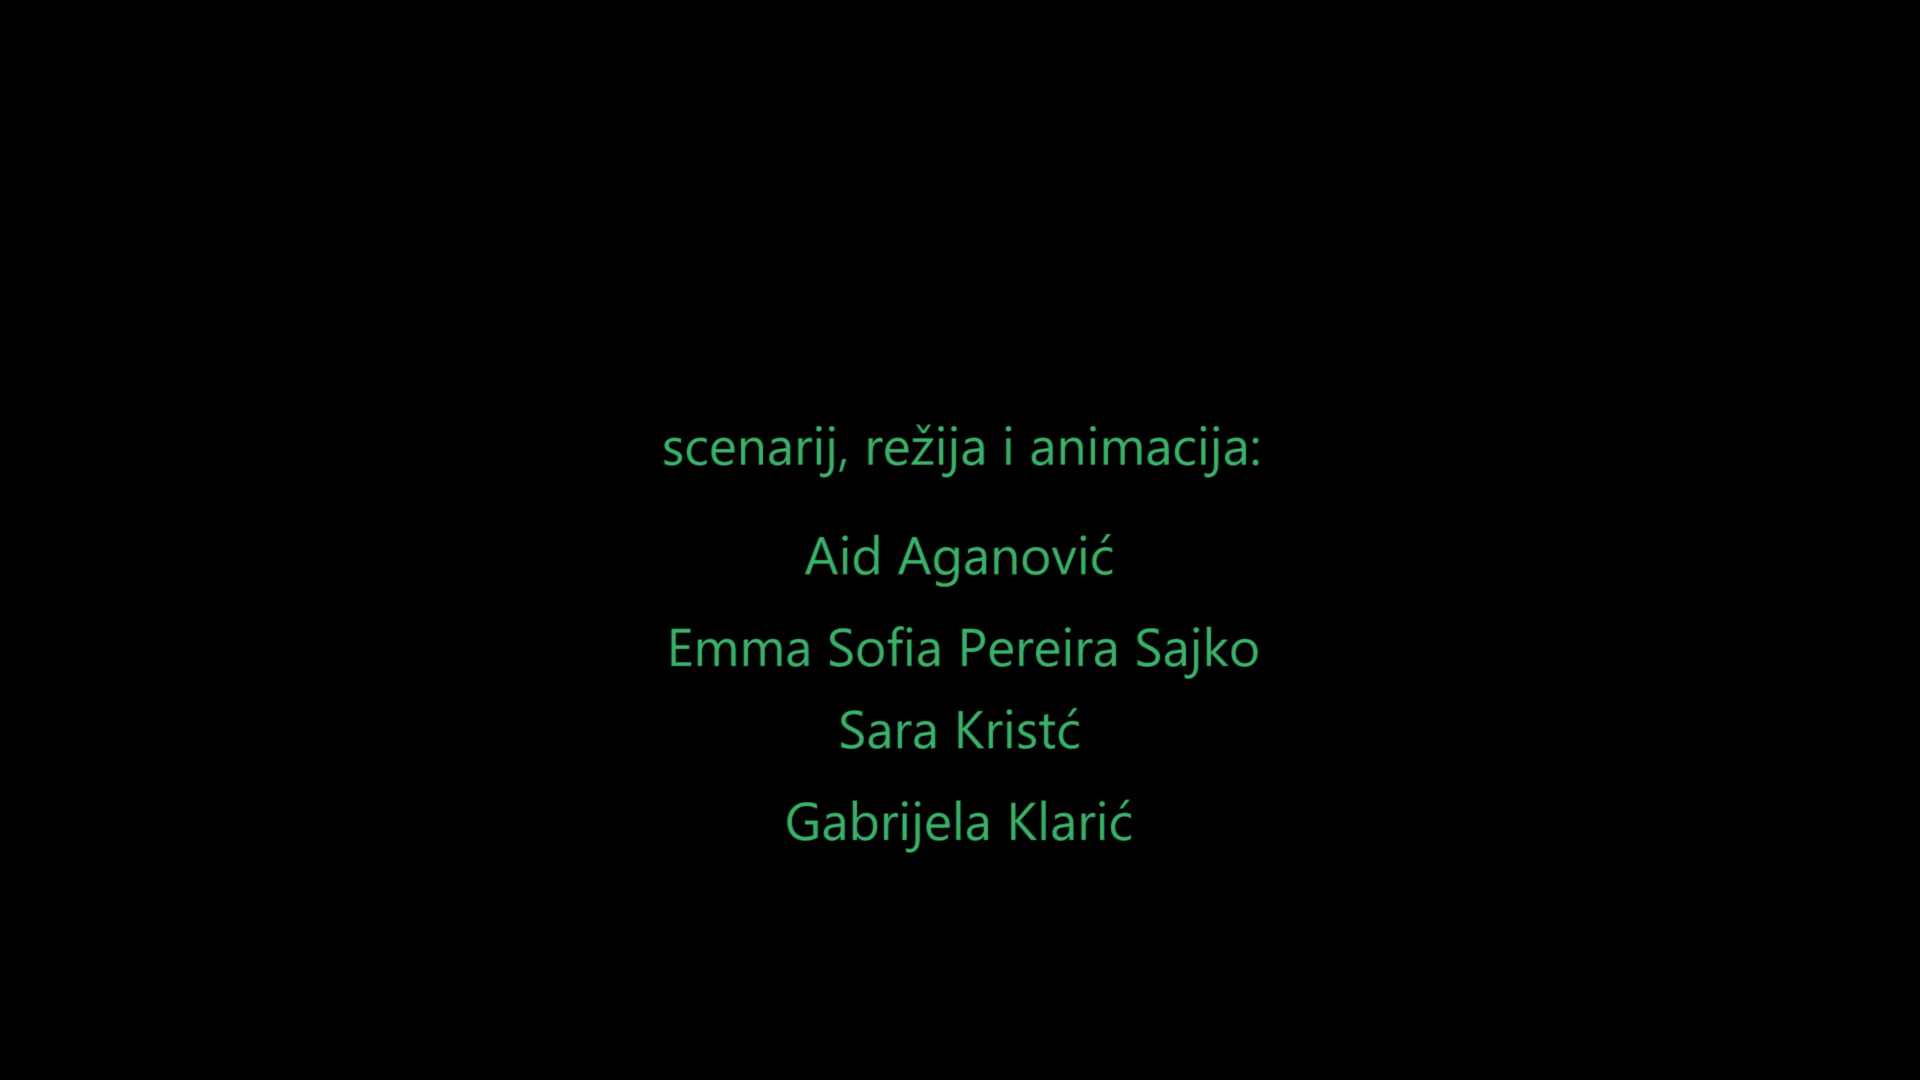 scenarij, režija i animacija:
Aid Aganović
Emma Sofia Pereira Sajko
Sara Kristć
Gabrijela Klarić